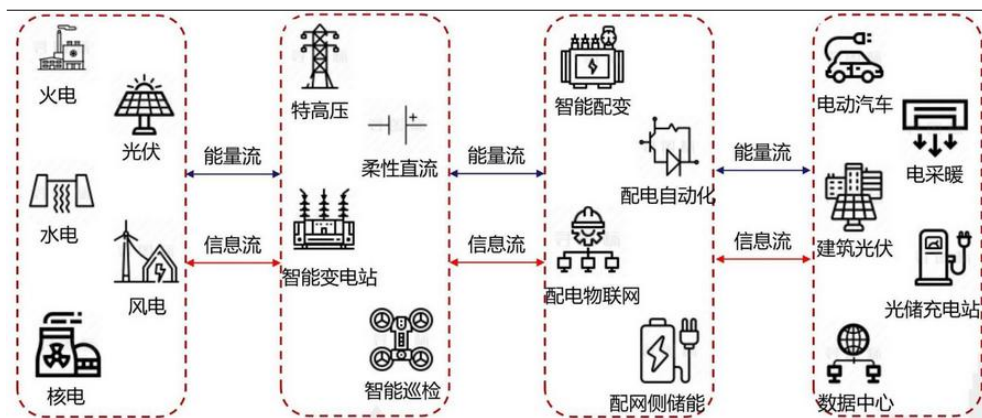 火电
光伏
水电
风电
核电
能量流
信息流
特高压
柔性直流
智能变电站
智能巡检
能量流
信息流
智能配变
配电自动化
配电物联网
配网侧储能
能量流
信息流
电动汽车
电采暖
建筑光伏
光储充电站
数据中心